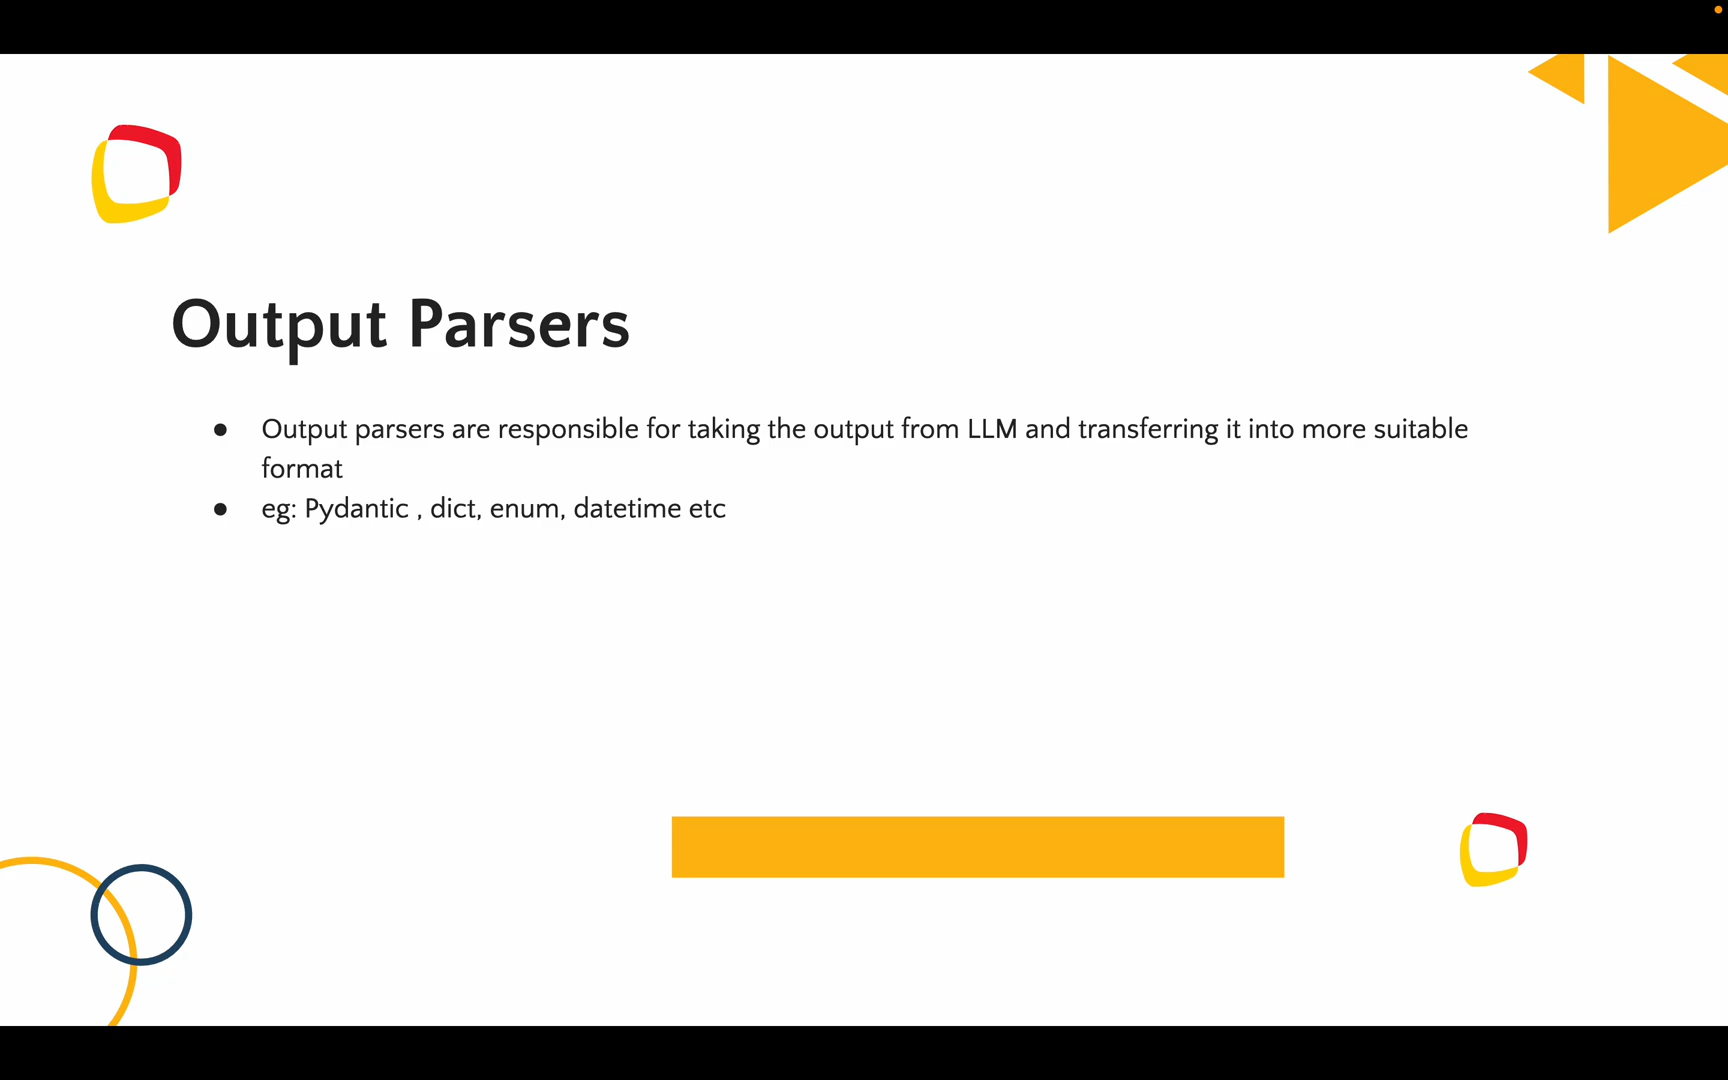 Output Parsers
● Output parsers are responsible for taking the output from LLM and transferring it into more suitable
format
● eg: Pydantic , dict, enum, datetime etc